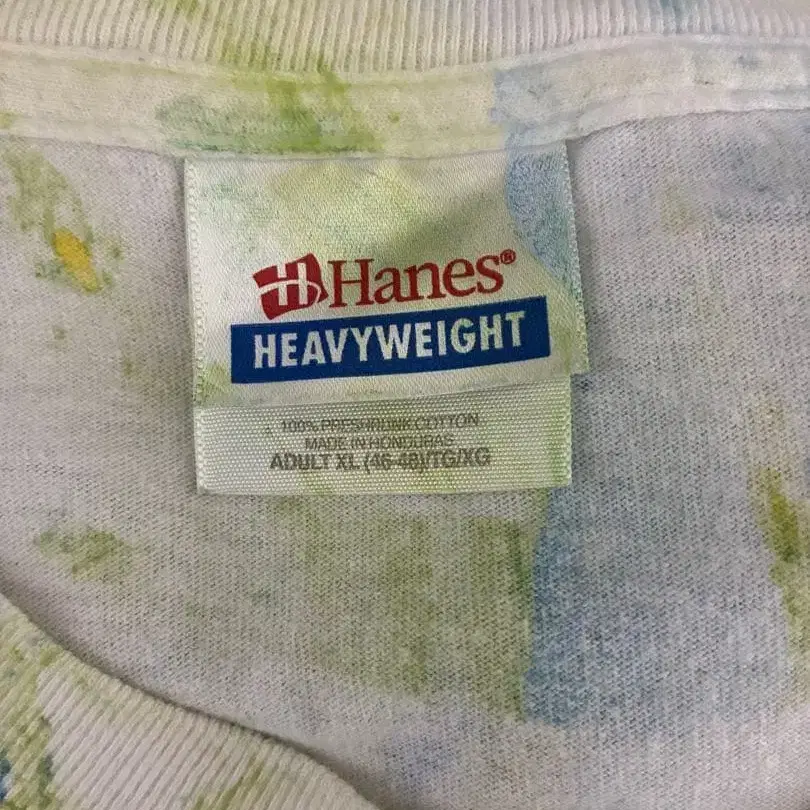 Hanes®
HEAVYWEIGHT
100% PRESHRUNK COTTON
MADE IN HONDURAS
ADULT XL (46-48)/TG/XG